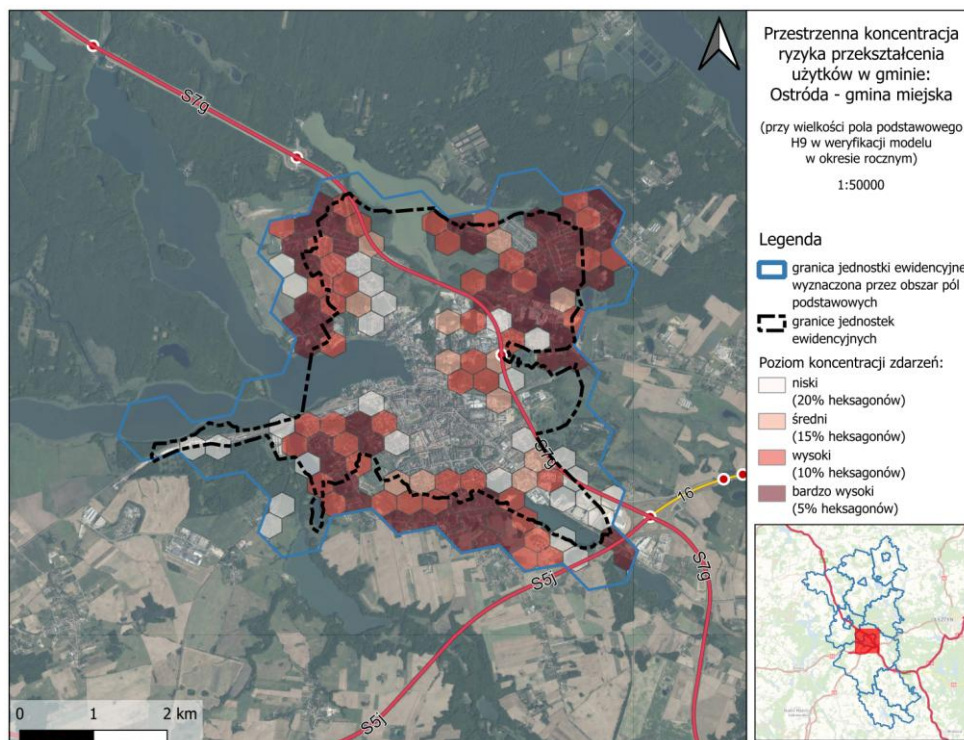 Przestrzenna koncentracja
ryzyka przekształcenia
użytków w gminie:
Ostróda - gmina miejska
(przy wielkości pola podstawowego
H9 w weryfikacji modelu
w okresie rocznym)
1:50000
Legenda
granica jednostki ewidencyjne
wyznaczona przez obszar pól
podstawowych
granice jednostek
ewidencyjnych
Poziom koncentracji zdarzeń:
niski
(20% heksagonów)
średni
(15% heksagonów)
wysoki
(10% heksagonów)
bardzo wysoki
(5% heksagonów)
S7g
S7g
16
S5j
S7g
S5j
0 1 2 km